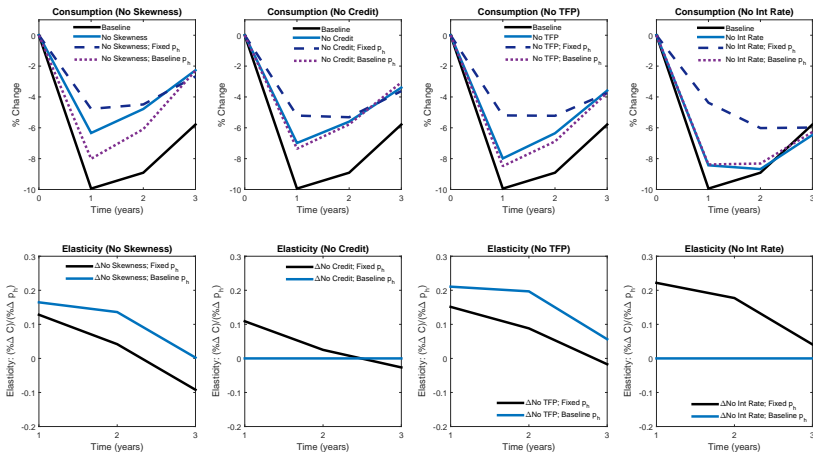 Consumption (No Skewness)
Baseline
No Skewness
No Skewness; Fixed p_h
No Skewness; Baseline p_h
% Change
0
-2
-4
-6
-8
-10
0 1 2 3
Time (years)
Consumption (No Credit)
Baseline
No Credit
No Credit; Fixed p_h
No Credit; Baseline p_h
% Change
0
-2
-4
-6
-8
-10
0 1 2 3
Time (years)
Consumption (No TFP)
Baseline
No TFP
No TFP; Fixed p_h
No TFP; Baseline p_h
% Change
0
-2
-4
-6
-8
-10
0 1 2 3
Time (years)
Consumption (No Int Rate)
Baseline
No Int Rate
No Int Rate; Fixed p_h
No Int Rate; Baseline p_h
% Change
0
-2
-4
-6
-8
-10
0 1 2 3
Time (years)
Elasticity (No Skewness)
ΔNo Skewness; Fixed p_h
ΔNo Skewness; Baseline p_h
Elasticity: (%Δ C)/(%Δ p_h)
0.3
0.2
0.1
0
-0.1
-0.2
1 2 3
Time (years)
Elasticity (No Credit)
ΔNo Credit; Fixed p_h
ΔNo Credit; Baseline p_h
Elasticity: (%Δ C)/(%Δ p_h)
0.3
0.2
0.1
0
-0.1
-0.2
1 2 3
Time (years)
Elasticity (No TFP)
ΔNo TFP; Fixed p_h
ΔNo TFP; Baseline p_h
Elasticity: (%Δ C)/(%Δ p_h)
0.3
0.2
0.1
0
-0.1
-0.2
1 2 3
Time (years)
Elasticity (No Int Rate)
ΔNo Int Rate; Fixed p_h
ΔNo Int Rate; Baseline p_h
Elasticity: (%Δ C)/(%Δ p_h)
0.3
0.2
0.1
0
-0.1
-0.2
1 2 3
Time (years)